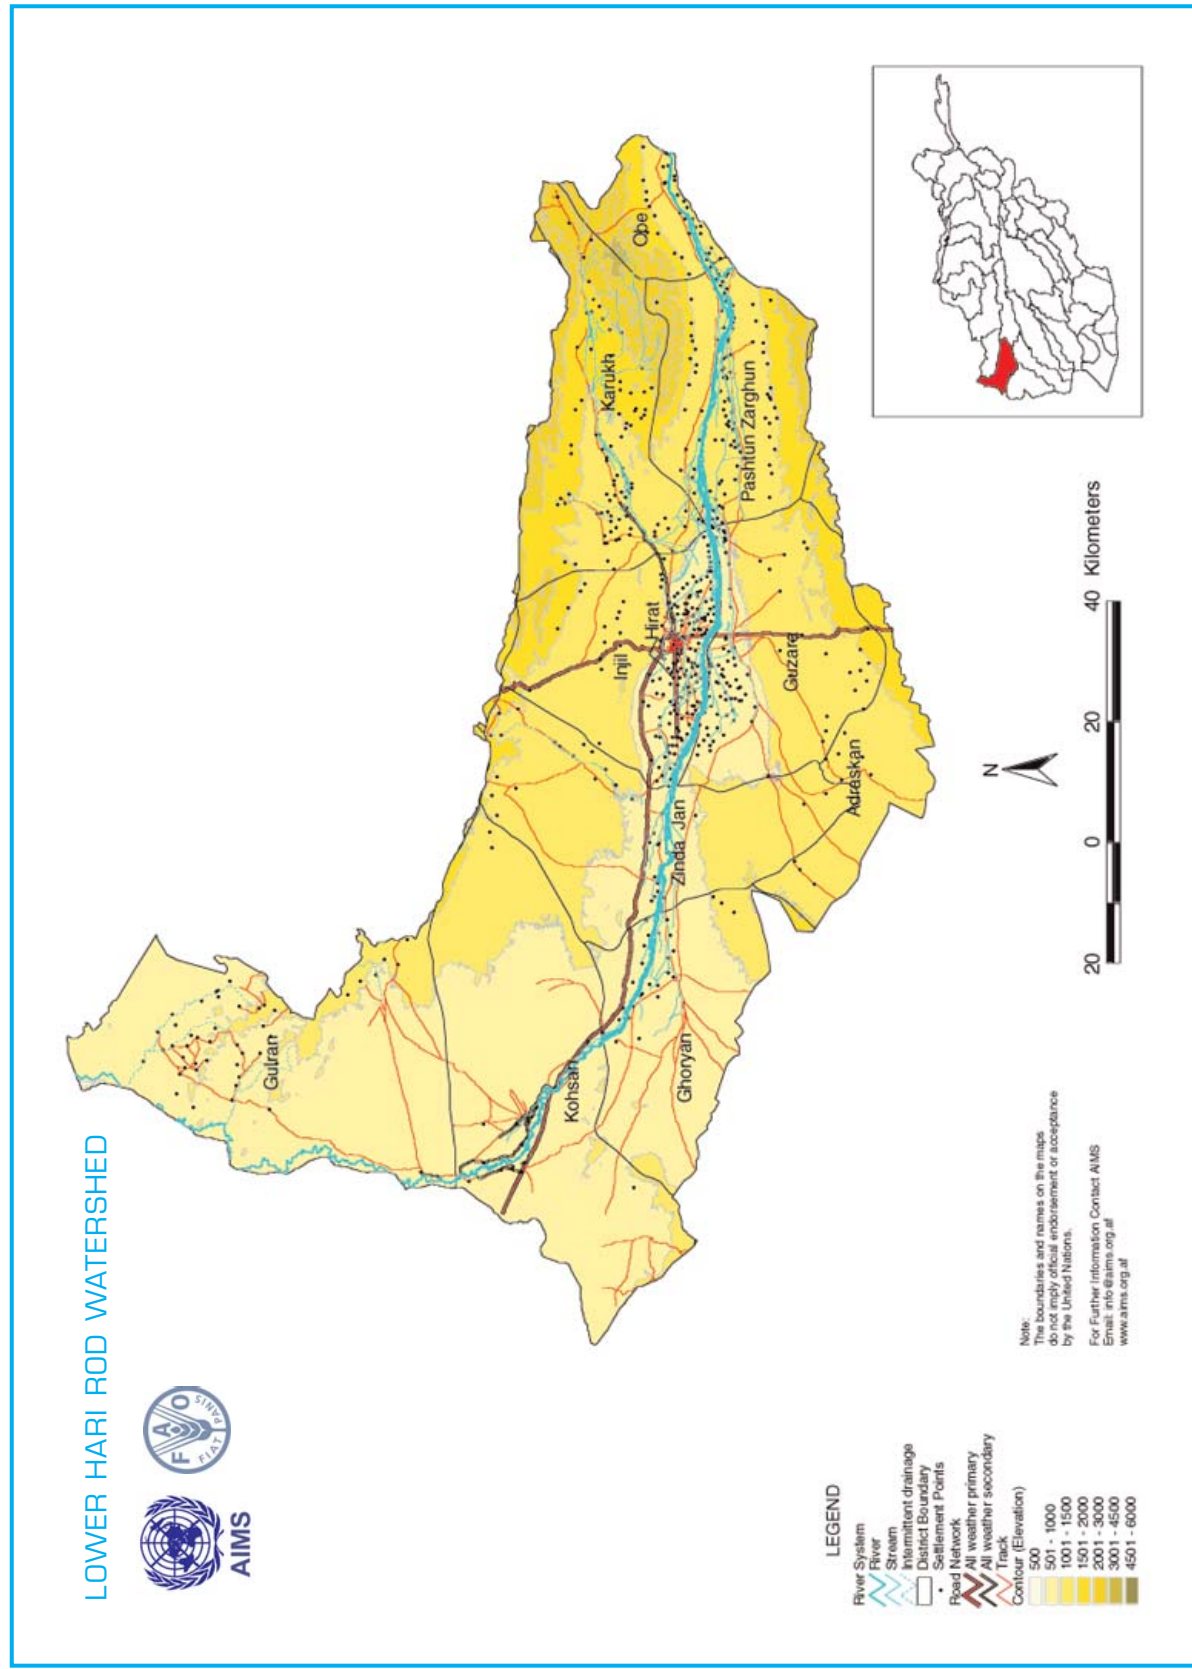 LOWER HARI ROD WATERSHED
AIMS
F A O
FIAT PANIS
Gulran
Kohsan
Ghoryan
Zinda Jan
Injil
Hirat
Guzare
Adraskan
Karukh
Obe
Pashtun Zarghun
N
20 0 20 40 Kilometers
LEGEND
River System
River
Stream
Intermittent drainage
District Boundary
Settlement Points
Road Network
All weather primary
All weather secondary
Track
Contour (Elevation)
500
501 - 1000
1001 - 1500
1501 - 2000
2001 - 3000
3001 - 4500
4501 - 6000
Note:
The boundaries and names on the maps
do not imply official endorsement or acceptance
by the United Nations.
For Further Information Contact AIMS
Email: info@aims.org.af
www.aims.org.af